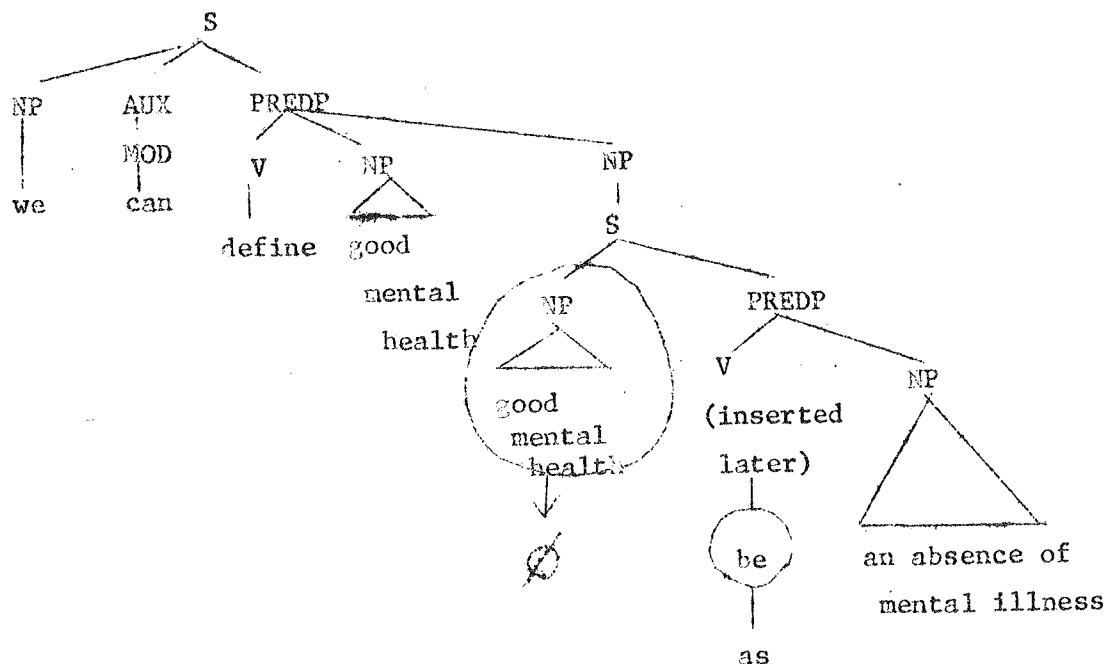 S
NP AUX PREDP
MOD V NP NP
we can
define good S
mental NP PREDP
health
V NP
good (inserted
mental later)
health
∅ be an absence of
mental illness
as